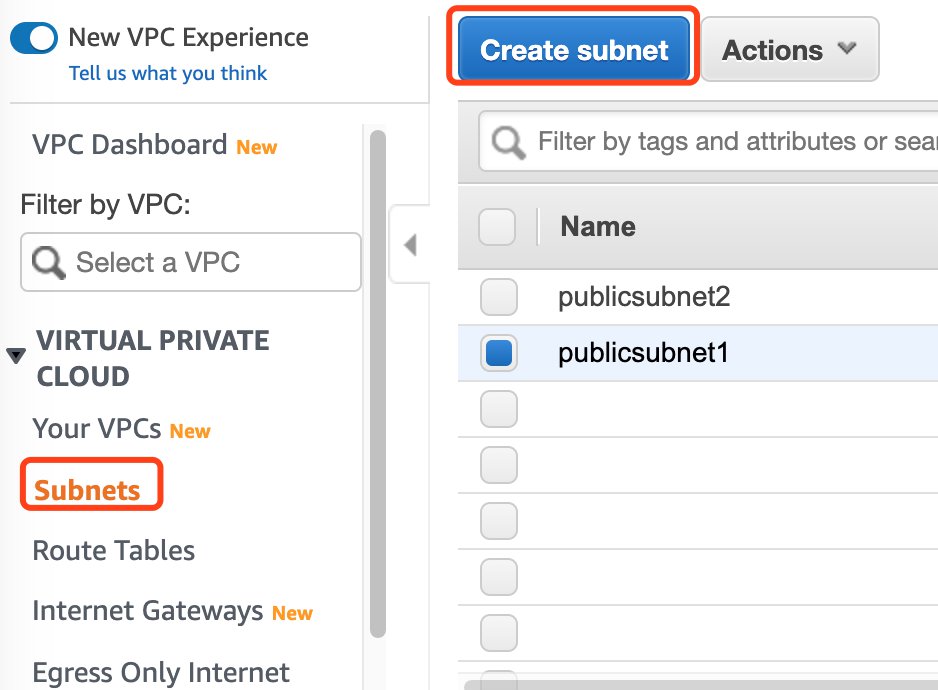 New VPC Experience
Tell us what you think
VPC Dashboard New
Filter by VPC:
Select a VPC
VIRTUAL PRIVATE
CLOUD
Your VPCs New
Subnets
Route Tables
Internet Gateways New
Egress Only Internet
Create subnet
Actions
Filter by tags and attributes or sea
Name
publicsubnet2
publicsubnet1